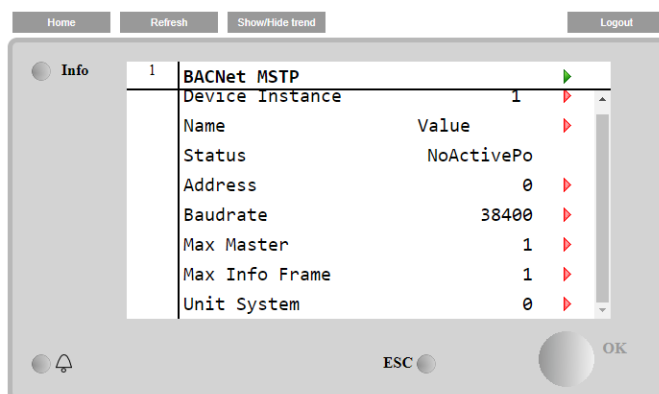 Home Refresh Show/Hide trend Logout
Info
1 BACNet MSTP
Device Instance 1
Name Value
Status NoActivePo
Address 0
Baudrate 38400
Max Master 1
Max Info Frame 1
Unit System 0
OK
ESC